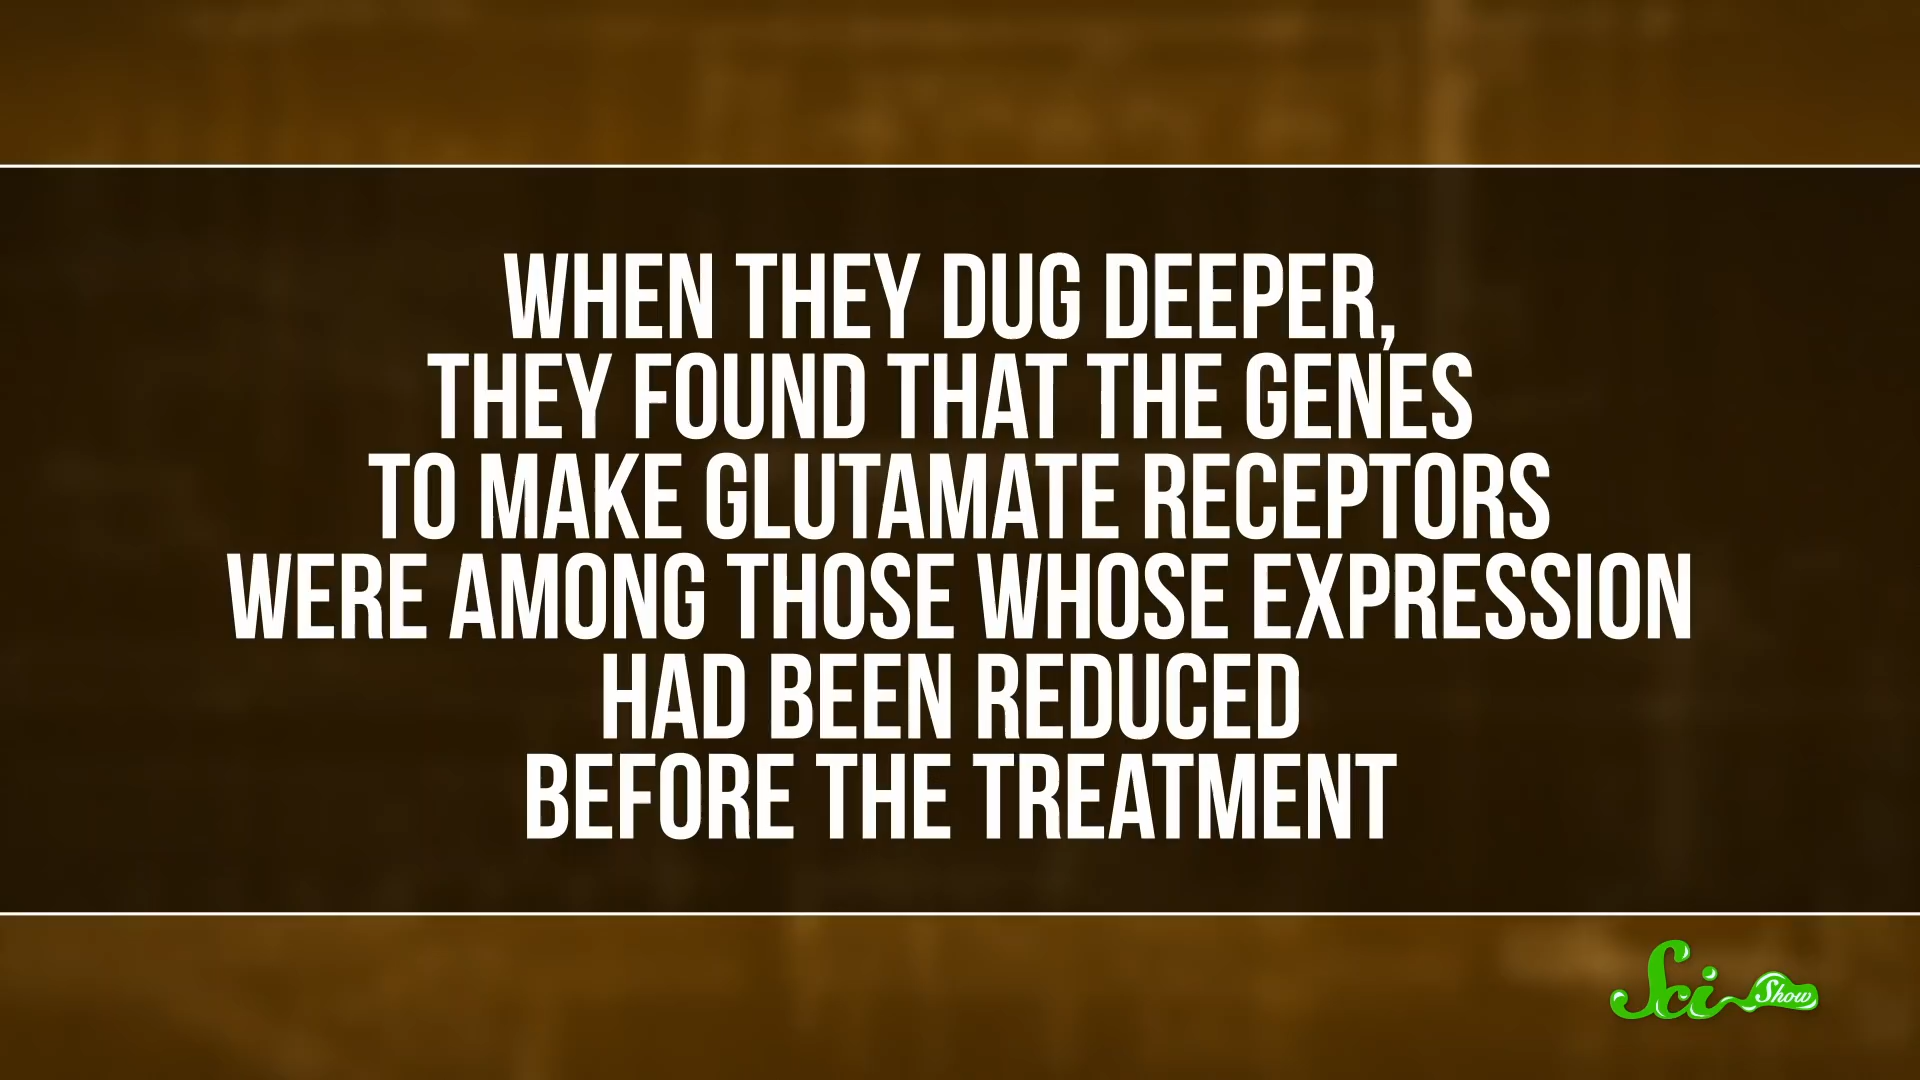 WHEN THEY DUG DEEPER,
THEY FOUND THAT THE GENES
TO MAKE GLUTAMATE RECEPTORS
WERE AMONG THOSE WHOSE EXPRESSION
HAD BEEN REDUCED
BEFORE THE TREATMENT
Sci Show